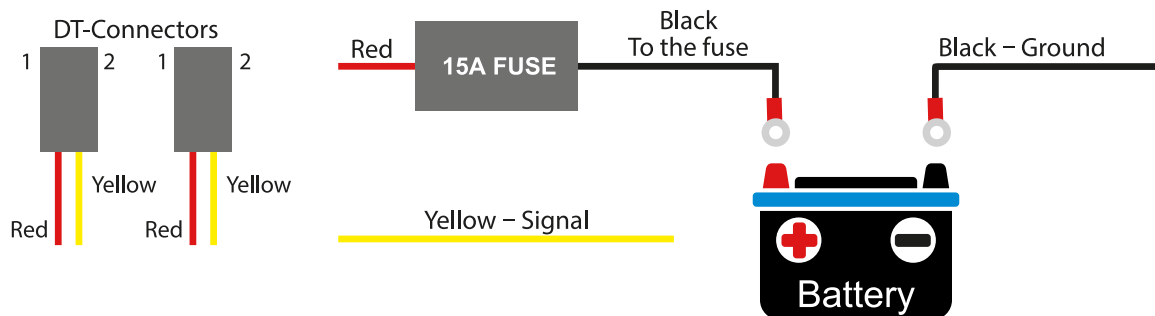 DT-Connectors
1 2 1 2
Yellow Yellow
Red Red
Red
15A FUSE
Black
To the fuse
Black – Ground
Yellow – Signal
Battery